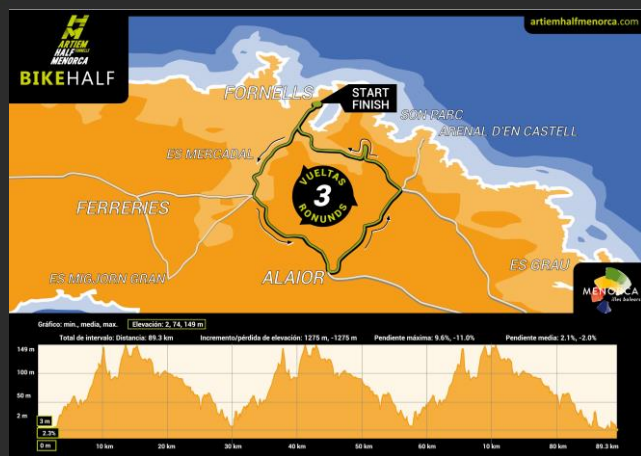 ARTIEM
FORNELLS
HALF
MENORCA
BIKEHALF
artiemhalfmenorca.com
START
FINISH
FORNELLS
SON PARC
ARENAL D'EN CASTELL
ES MERCADAL
VUELTAS
3
RONUNDS
FERRERIES
ES MIGJORN GRAN
ALAIOR
ES GRAU
MENORCA
Illes Balears
Gráfico: min., media, max. Elevación: 2, 74, 149 m
Total de intervalo: Distancia: 89.3 km Incremento/pérdida de elevación: 1275 m, -1275 m Pendiente máxima: 9.6%, -11.0% Pendiente media: 2.1%, -2.0%
149 m
100 m
50 m
2 m
3 m
2.3%
0 m 10 km 20 km 30 km 40 km 50 km 60 km 10 km 80 km 89.3 km